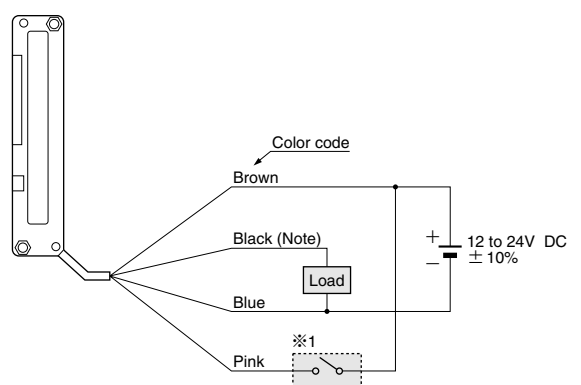 Color code
Brown
Black (Note)
+
12 to 24V DC
± 10%
−
Load
Blue
※1
Pink